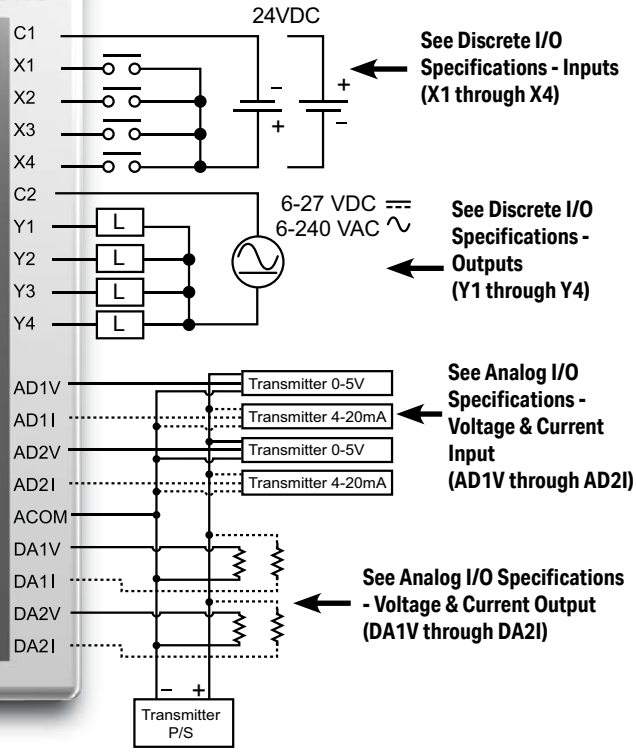 24VDC
C1
X1
X2
X3
X4
− +
+ −
See Discrete I/O
Specifications - Inputs
(X1 through X4)
C2
Y1 L
Y2 L
Y3 L
Y4 L
6-27 VDC
6-240 VAC
See Discrete I/O
Specifications -
Outputs
(Y1 through Y4)
AD1V Transmitter 0-5V
AD1I Transmitter 4-20mA
AD2V Transmitter 0-5V
AD2I Transmitter 4-20mA
ACOM
See Analog I/O
Specifications -
Voltage & Current
Input
(AD1V through AD2I)
DA1V
DA1I
DA2V
DA2I
See Analog I/O Specifications
- Voltage & Current Output
(DA1V through DA2I)
− +
Transmitter
P/S